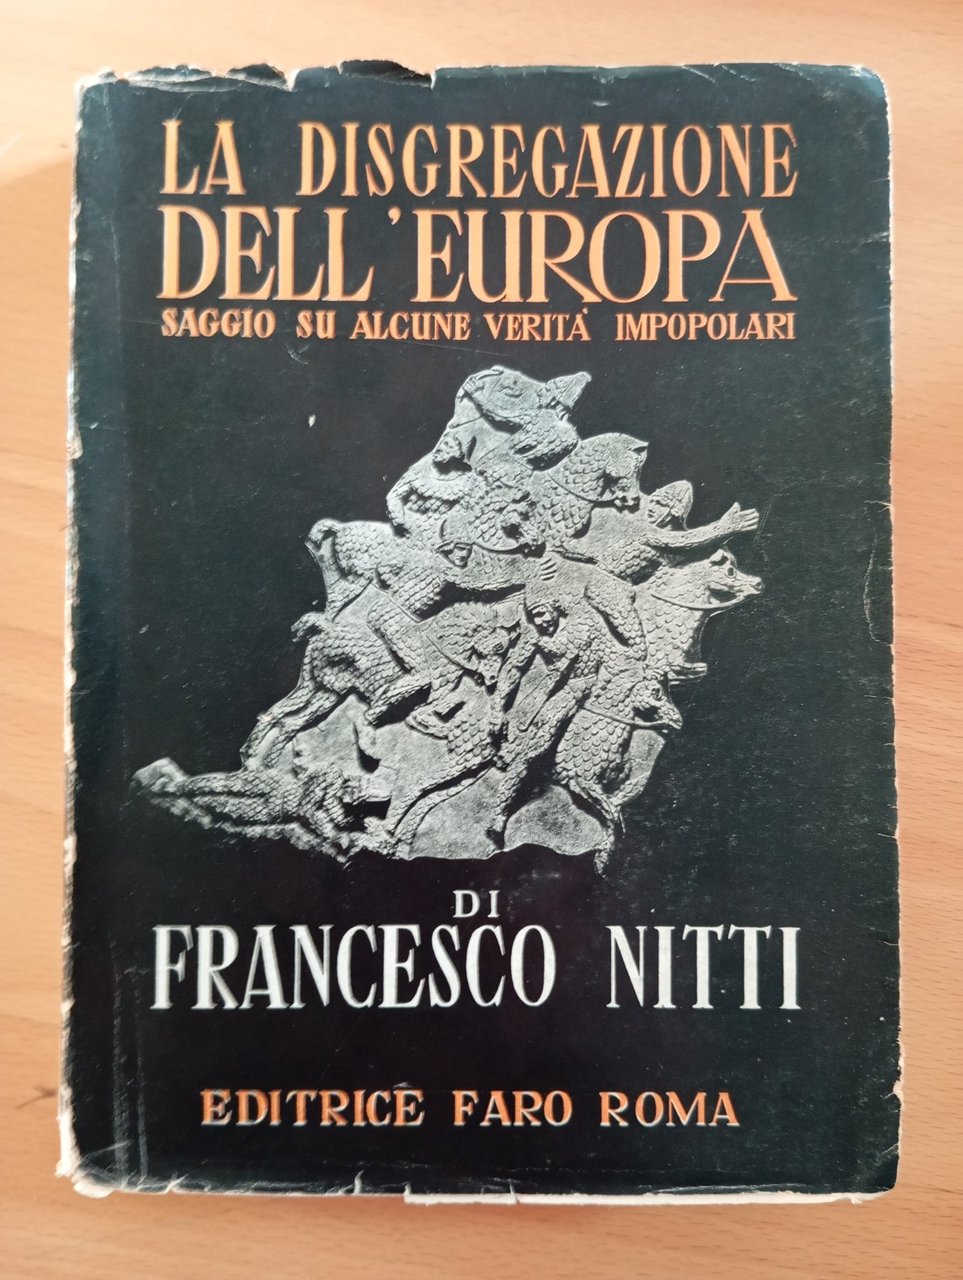 LA DISGREGAZIONE
DELL'EUROPA
SAGGIO SU ALCUNE VERITÀ IMPOPOLARI
DI
FRANCESCO NITTI
EDITRICE FARO ROMA